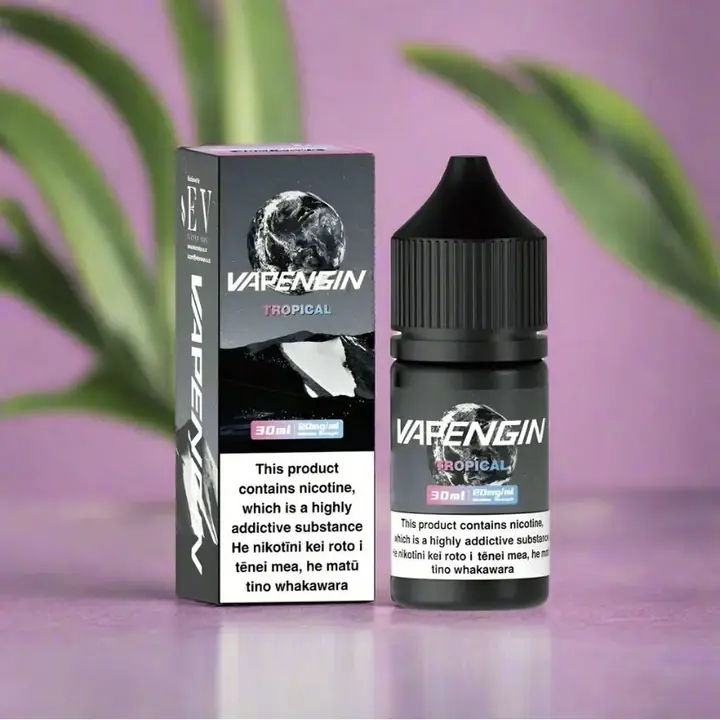 EV
VAPENGIN
VAPENGIN
TROPICAL
30ml 20mg/ml
This product
contains nicotine,
which is a highly
addictive substance
He nikotīni kei roto i
tēnei mea, he matū
tino whakawara
VAPENGIN
TROPICAL
30ml 20mg/ml
This product contains nicotine,
which is a highly addictive substance
He nikotīni kei roto i tēnei mea, he matū
tino whakawara